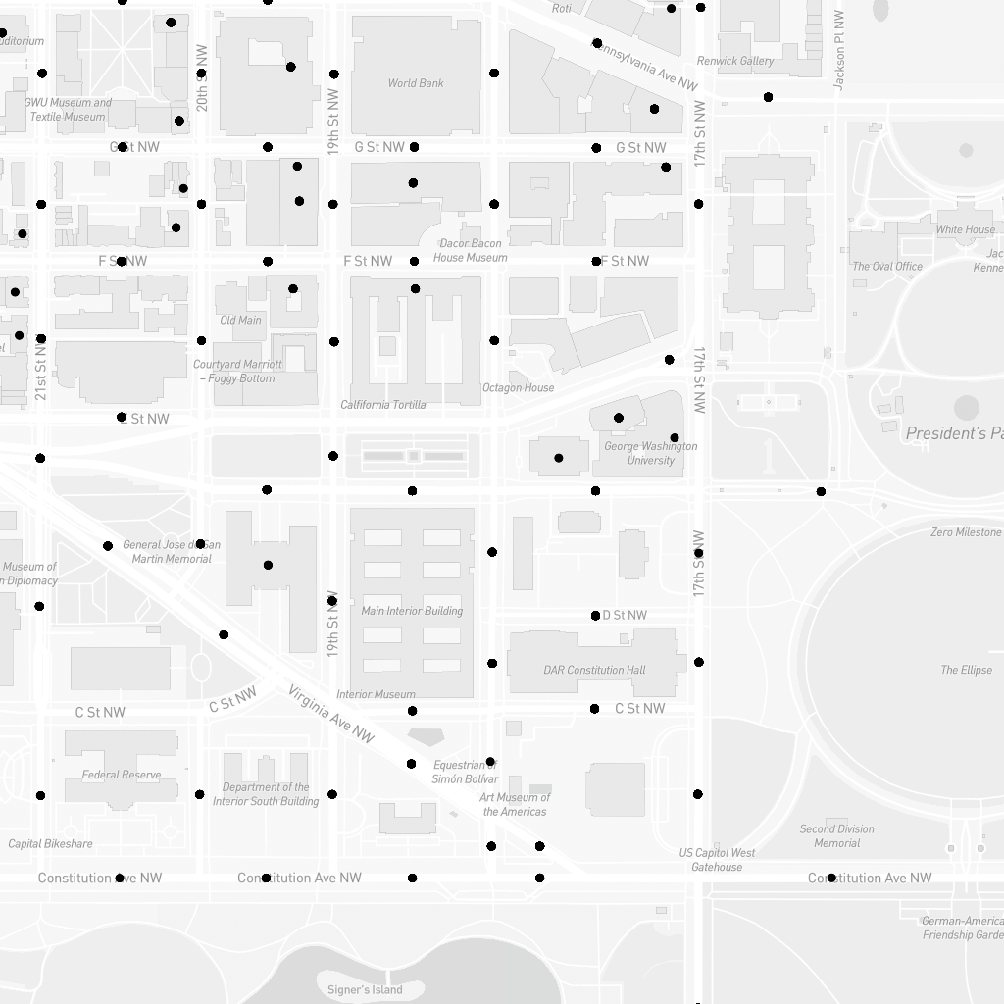 Roti
Auditorium
Pennsylvania Ave NW
Jackson Pl NW
20th St NW
World Bank
Renwick Gallery
GWU Museum and
Textile Museum
19th St NW
17th St NW
G St NW
G St NW
G St NW
White House
Dacor Bacon
House Museum
F St NW
F St NW
F St NW
The Oval Office
Jac
Kenne
Old Main
21st St NW
Courtyard Marriott
– Foggy Bottom
Octagon House
17th St NW
Calfifornia Tortilla
E St NW
President's Pa
George Washington
University
Zero Milestone
General Jose de San
Martin Memorial
17th St NW
Museum of
n Diplomacy
19th St NW
Main Interior Building
D St NW
DAR Constitution Hall
The Ellipse
Interior Museum
C St NW
C St NW
C St NW
Virginia Ave NW
Federal Reserve
Equestrian of
Simón Bolívar
Department of the
Interior South Building
Art Museum of
the Americas
Second Division
Memorial
Capital Bikeshare
US Capitol West
Gatehouse
Constitution Ave NW
Constitution Ave NW
Constitution Ave NW
German-America
Friendship Garde
Signer's Island